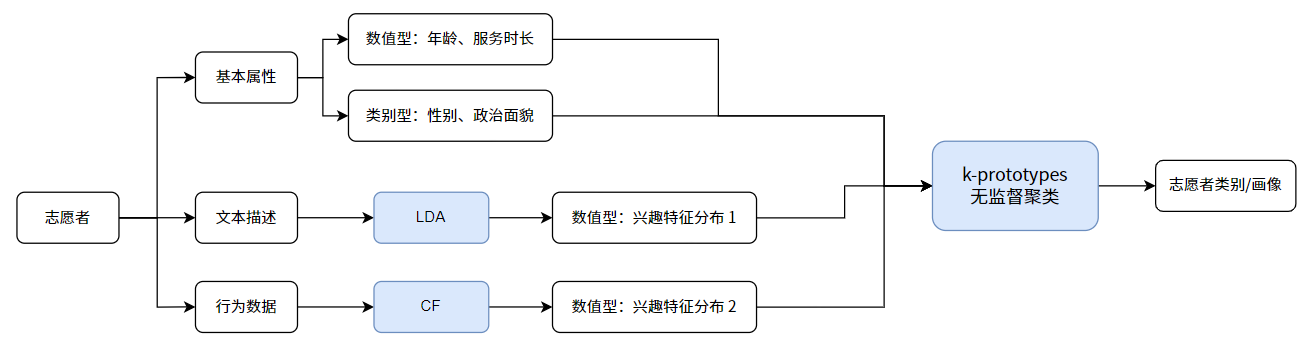 数值型：年龄、服务时长
基本属性
类别型：性别、政治面貌
k-prototypes
无监督聚类
志愿者类别/画像
志愿者
文本描述
LDA
数值型：兴趣特征分布 1
行为数据
CF
数值型：兴趣特征分布 2